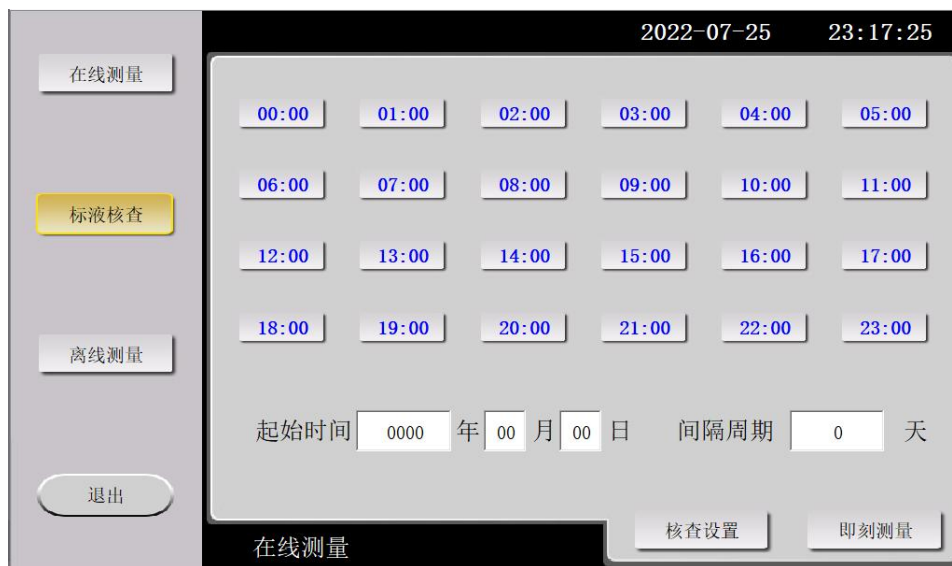 2022-07-25 23:17:25
在线测量
标液核查
离线测量
退出
00:00 01:00 02:00 03:00 04:00 05:00
06:00 07:00 08:00 09:00 10:00 11:00
12:00 13:00 14:00 15:00 16:00 17:00
18:00 19:00 20:00 21:00 22:00 23:00
起始时间 0000 年 00 月 00 日 间隔周期 0 天
核查设置 即刻测量
在线测量